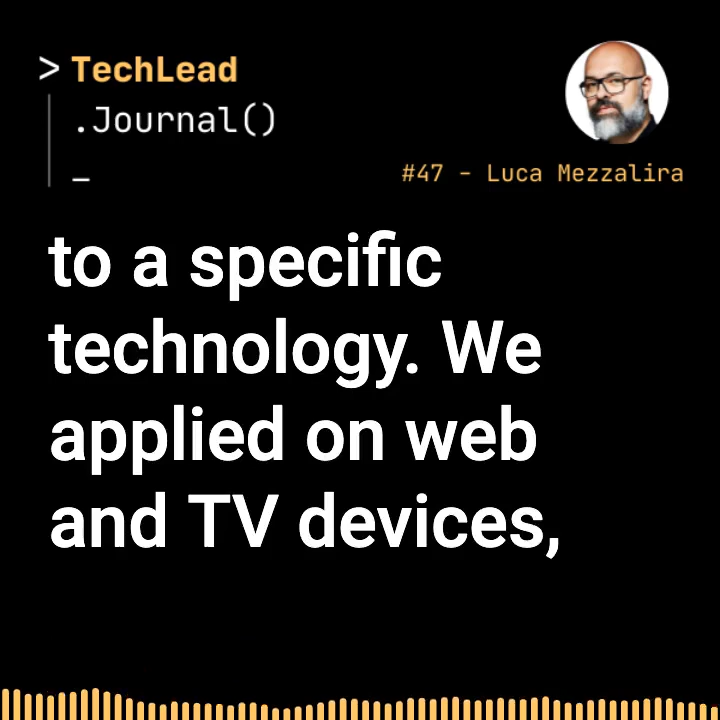 > TechLead
.Journal()
_
#47 - Luca Mezzalira
to a specific
technology. We
applied on web
and TV devices,